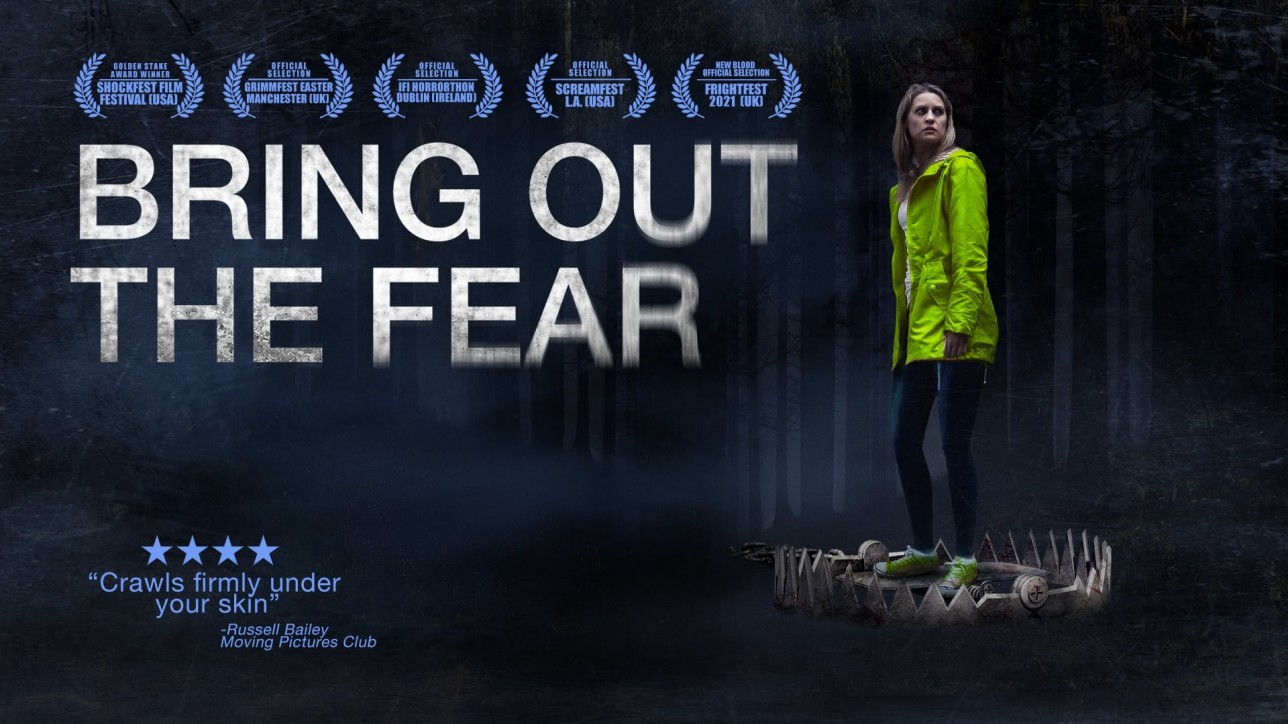 GOLDEN STAKE
AWARD WINNER
SHOCKFEST FILM
FESTIVAL (USA)
OFFICIAL
SELECTION
GRIMMFEST EASTER
MANCHESTER (UK)
OFFICIAL
SELECTION
IFI HORRORTHON
DUBLIN (IRELAND)
OFFICIAL
SELECTION
SCREAMFEST
L.A. (USA)
NEW BLOOD
OFFICIAL SELECTION
FRIGHTFEST
2021 (UK)
BRING OUT
THE FEAR
“Crawls firmly under
your skin”
-Russell Bailey
Moving Pictures Club